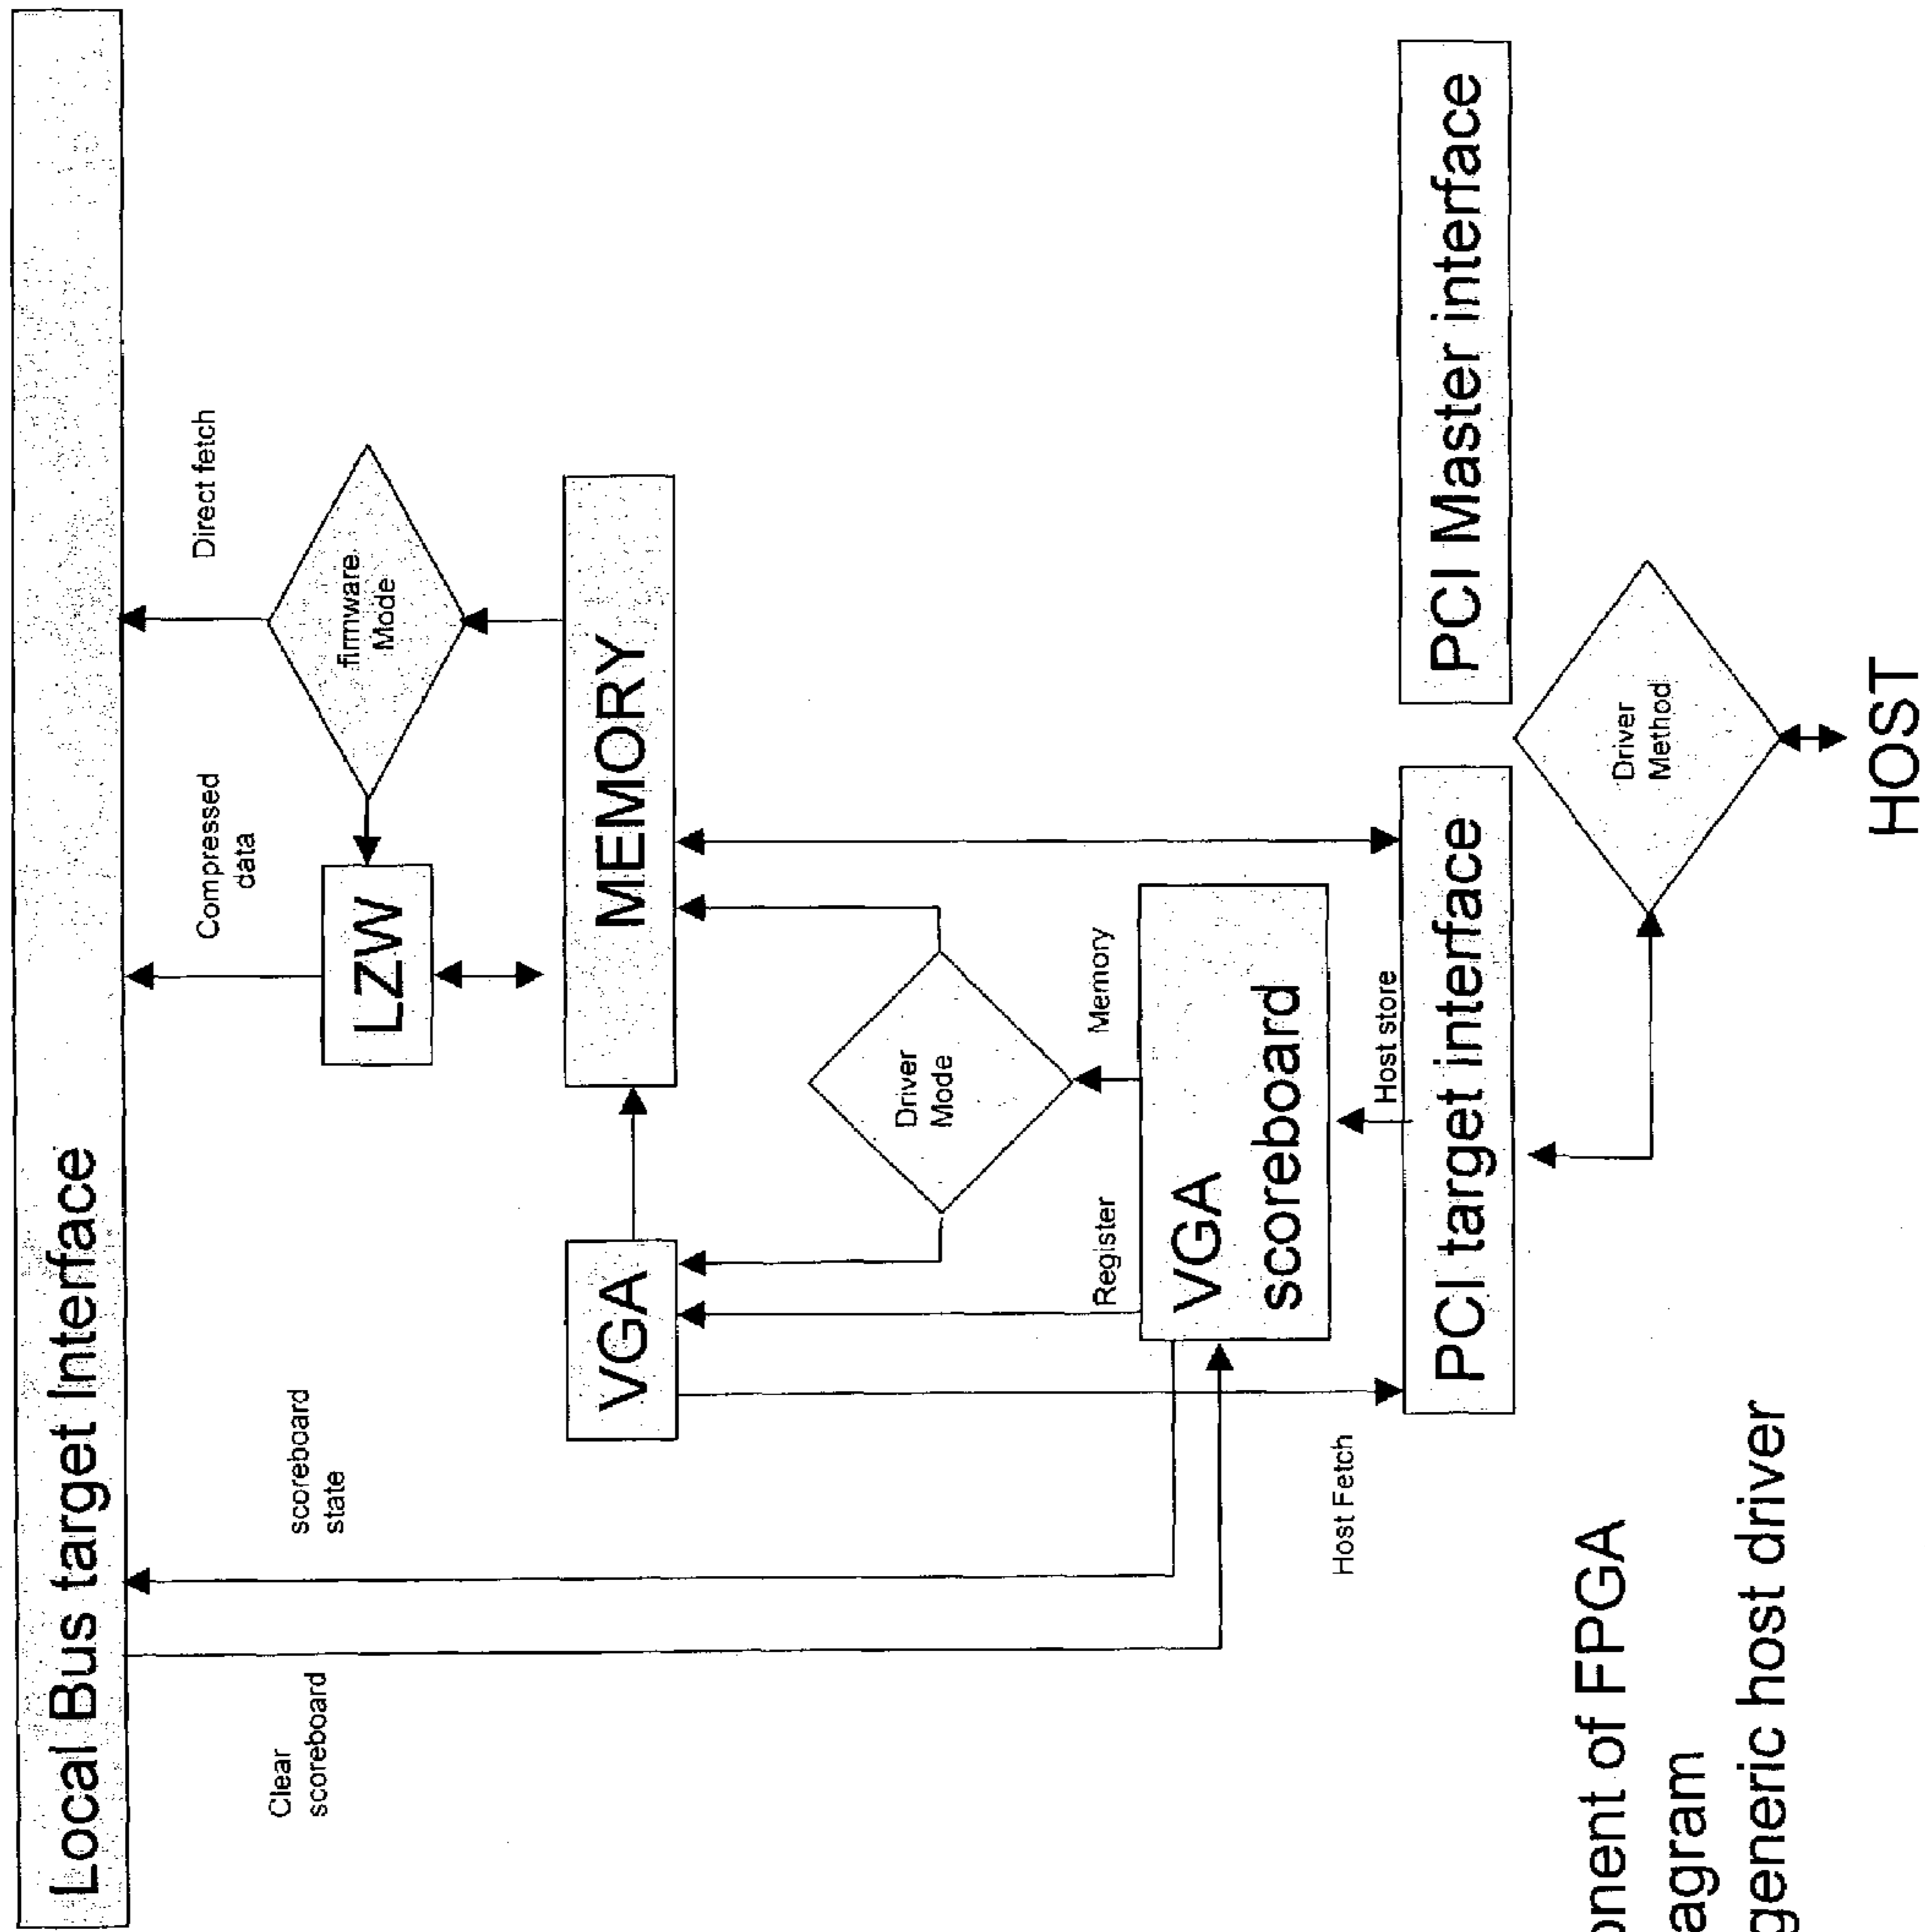 Local Bus target Interface
Clear
scoreboard
scoreboard
state
Compressed
data
Direct fetch
LZW
firmware
Mode
VGA
MEMORY
Driver
Mode
Register
Memory
VGA
scoreboard
Host Fetch
Host store
PCI target interface
PCI Master interface
Driver
Method
HOST
of FPGA
generic host driver